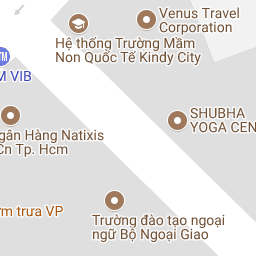 Venus Travel
Corporation
Hệ thống Trường Mầm
Non Quốc Tế Kindy City
VIB
SHUBHA
YOGA CEN
gân Hàng Natixis
Cn Tp. Hcm
ơm trưa VP
Trường đào tạo ngoại
ngữ Bộ Ngoại Giao